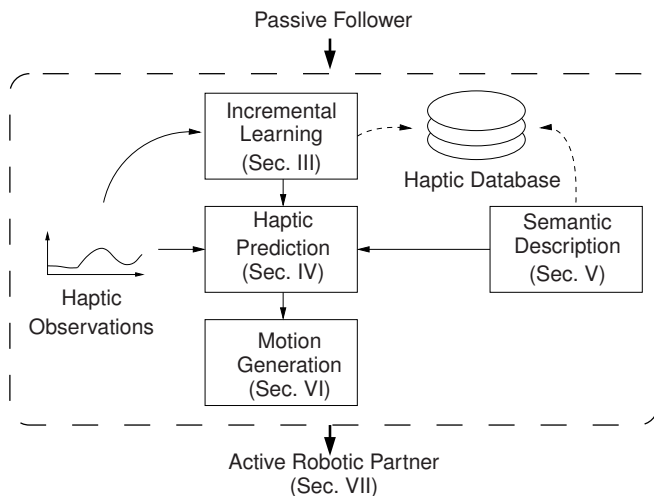 Passive Follower
Incremental
Learning
(Sec. III)
Haptic Database
Haptic
Prediction
(Sec. IV)
Semantic
Description
(Sec. V)
Haptic
Observations
Motion
Generation
(Sec. VI)
Active Robotic Partner
(Sec. VII)